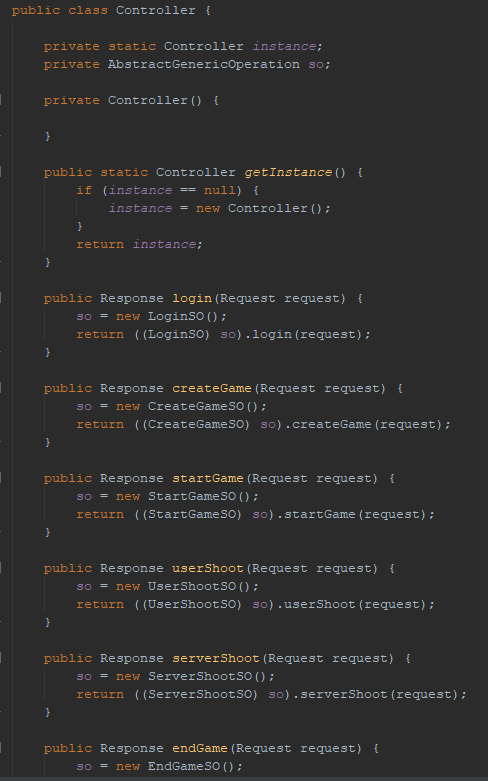 public class Controller {
private static Controller instance;
private AbstractGenericOperation so;
private Controller() {
}
public static Controller getInstance() {
if (instance == null) {
instance = new Controller();
}
return instance;
}
public Response login(Request request) {
so = new LoginSO();
return ((LoginSO) so).login(request);
}
public Response createGame(Request request) {
so = new CreateGameSO();
return ((CreateGameSO) so).createGame(request);
}
public Response startGame(Request request) {
so = new StartGameSO();
return ((StartGameSO) so).startGame(request);
}
public Response userShoot(Request request) {
so = new UserShootSO();
return ((UserShootSO) so).userShoot(request);
}
public Response serverShoot(Request request) {
so = new ServerShootSO();
return ((ServerShootSO) so).serverShoot(request);
}
public Response endGame(Request request) {
so = new EndGameSO();